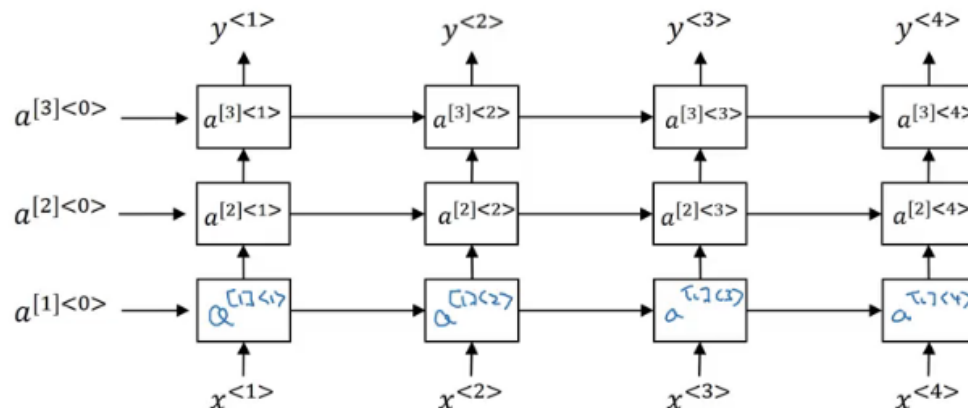 y<1> y<2> y<3> y<4>
a[3]<0> a[3]<1> a[3]<2> a[3]<3> a[3]<4>
a[2]<0> a[2]<1> a[2]<2> a[2]<3> a[2]<4>
a[1]<0> a[1]<1> a[1]<2> a[1]<3> a[1]<4>
x<1> x<2> x<3> x<4>